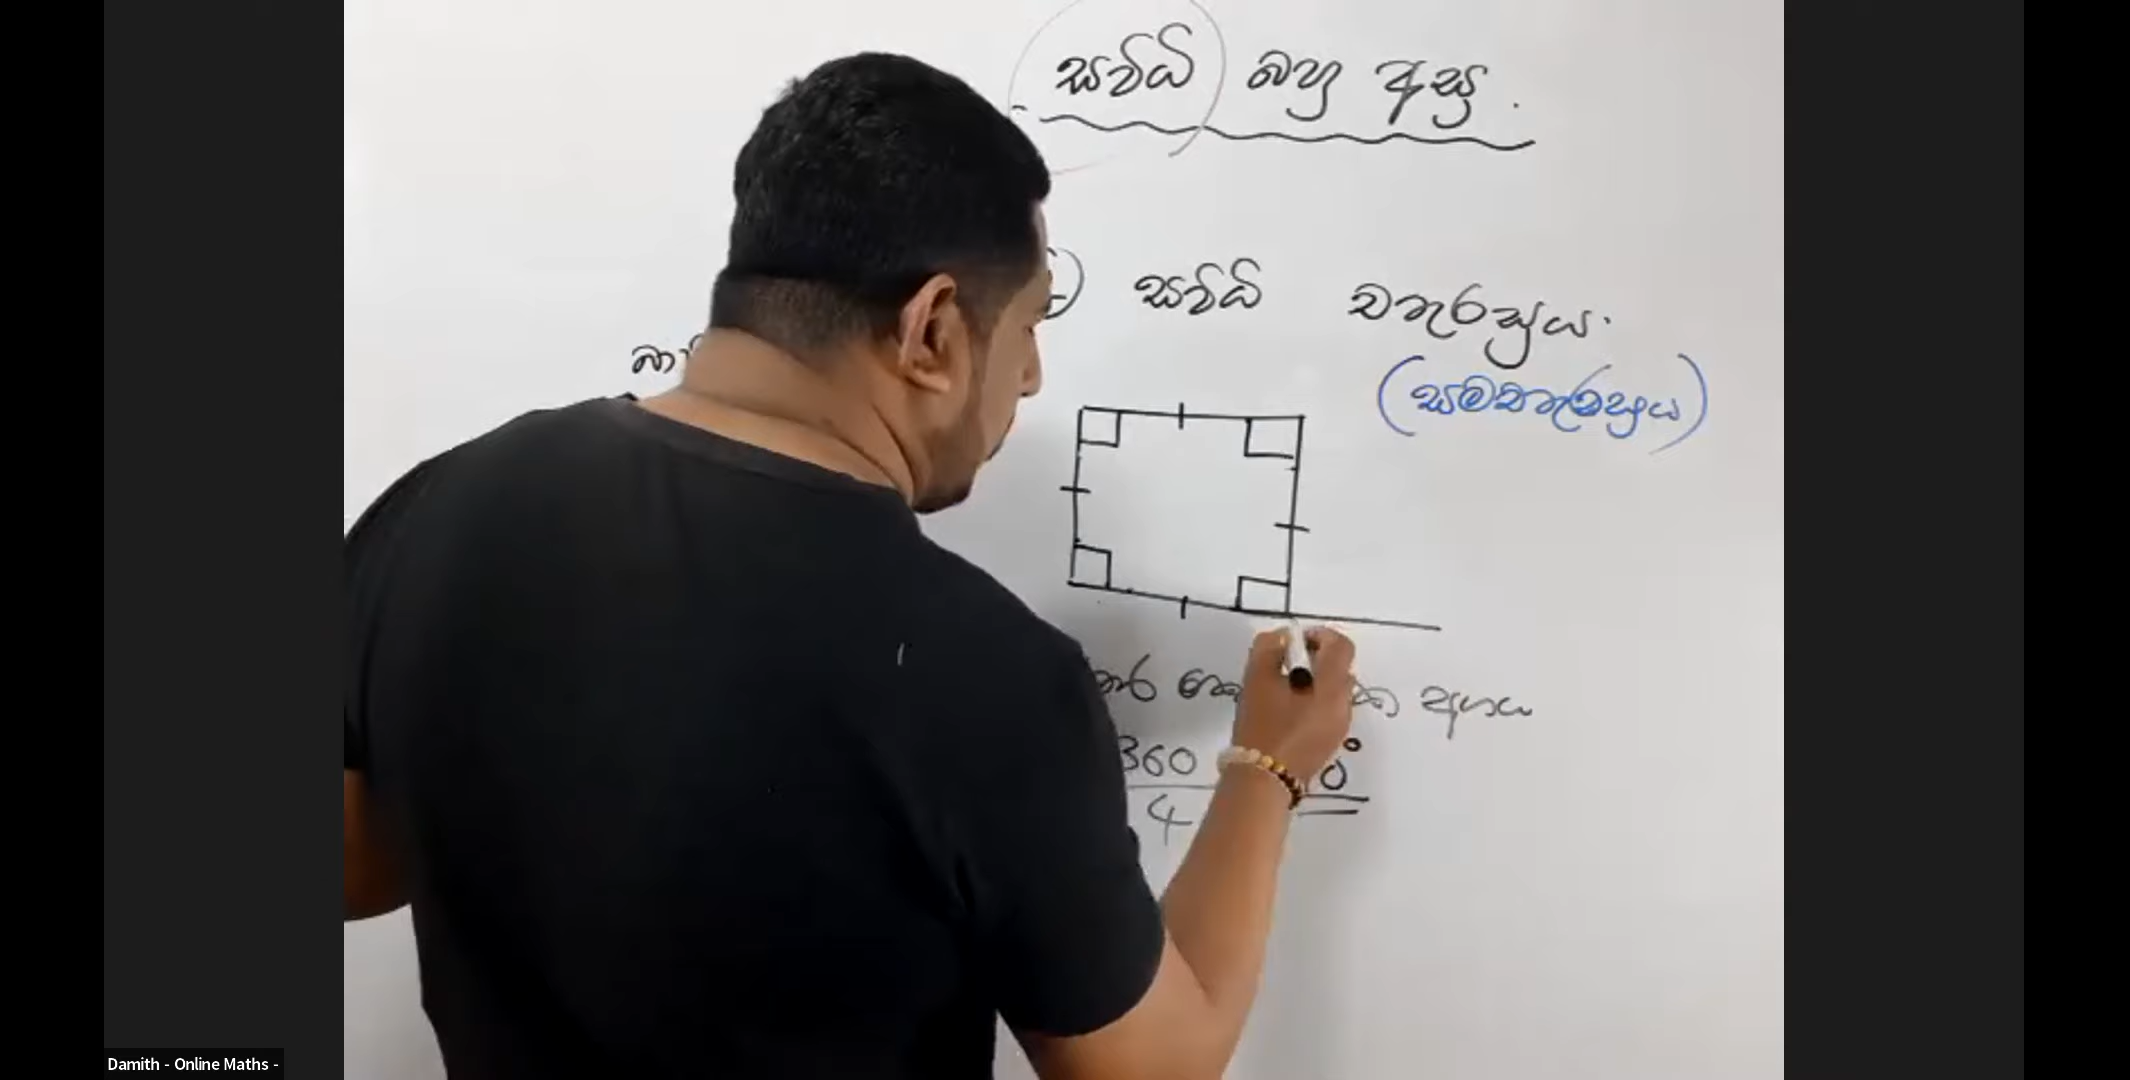 සවිධි බහු අස්‍ර.
සවිධි චතුරස්‍රය.
(සමචතුරස්‍රය)
අගය
360
4
Damith - Online Maths -